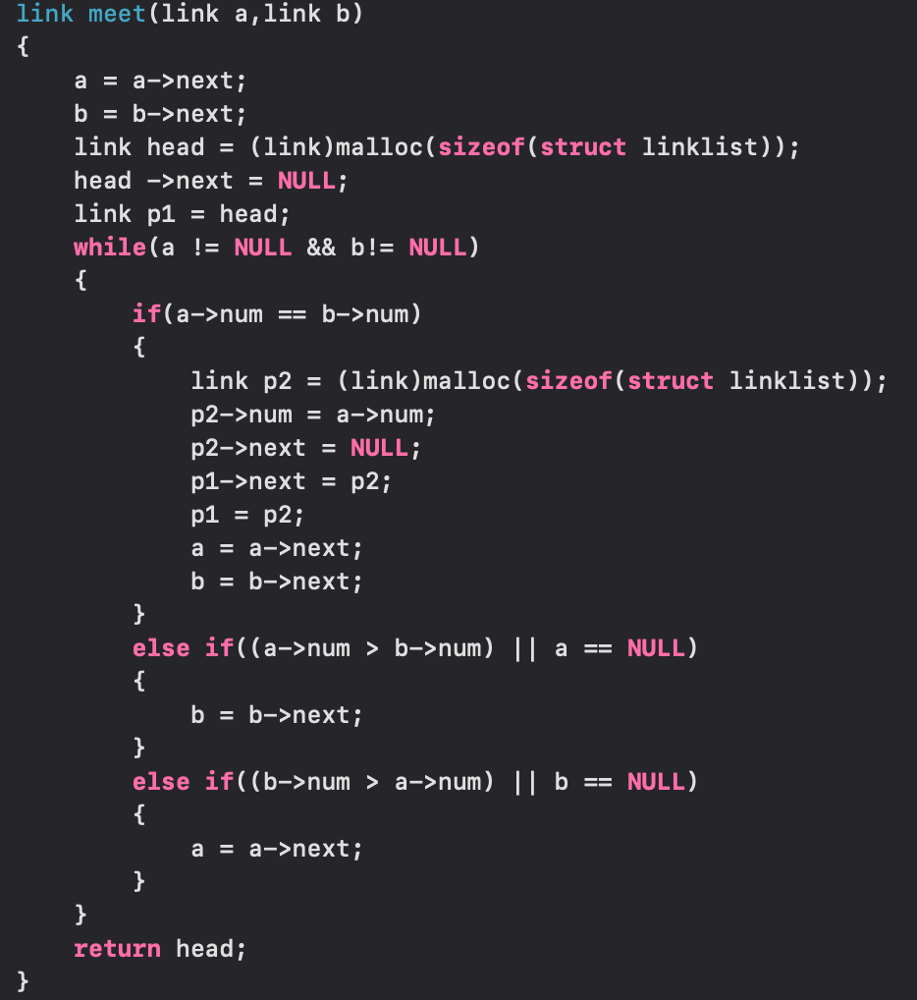 link meet(link a,link b)
{
    a = a->next;
    b = b->next;
    link head = (link)malloc(sizeof(struct linklist));
    head ->next = NULL;
    link p1 = head;
    while(a != NULL && b!= NULL)
    {
        if(a->num == b->num)
        {
            link p2 = (link)malloc(sizeof(struct linklist));
            p2->num = a->num;
            p2->next = NULL;
            p1->next = p2;
            p1 = p2;
            a = a->next;
            b = b->next;
        }
        else if((a->num > b->num) || a == NULL)
        {
            b = b->next;
        }
        else if((b->num > a->num) || b == NULL)
        {
            a = a->next;
        }
    }
    return head;
}